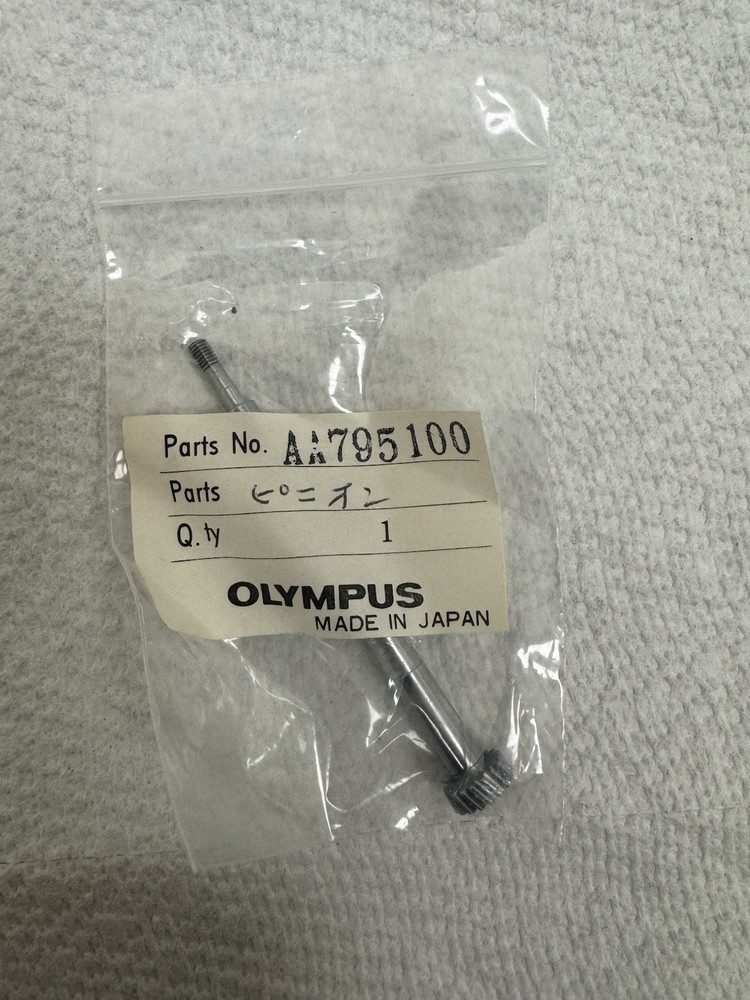 Parts No. AA795100
Parts ピニオン
Q.ty 1
OLYMPUS
MADE IN JAPAN